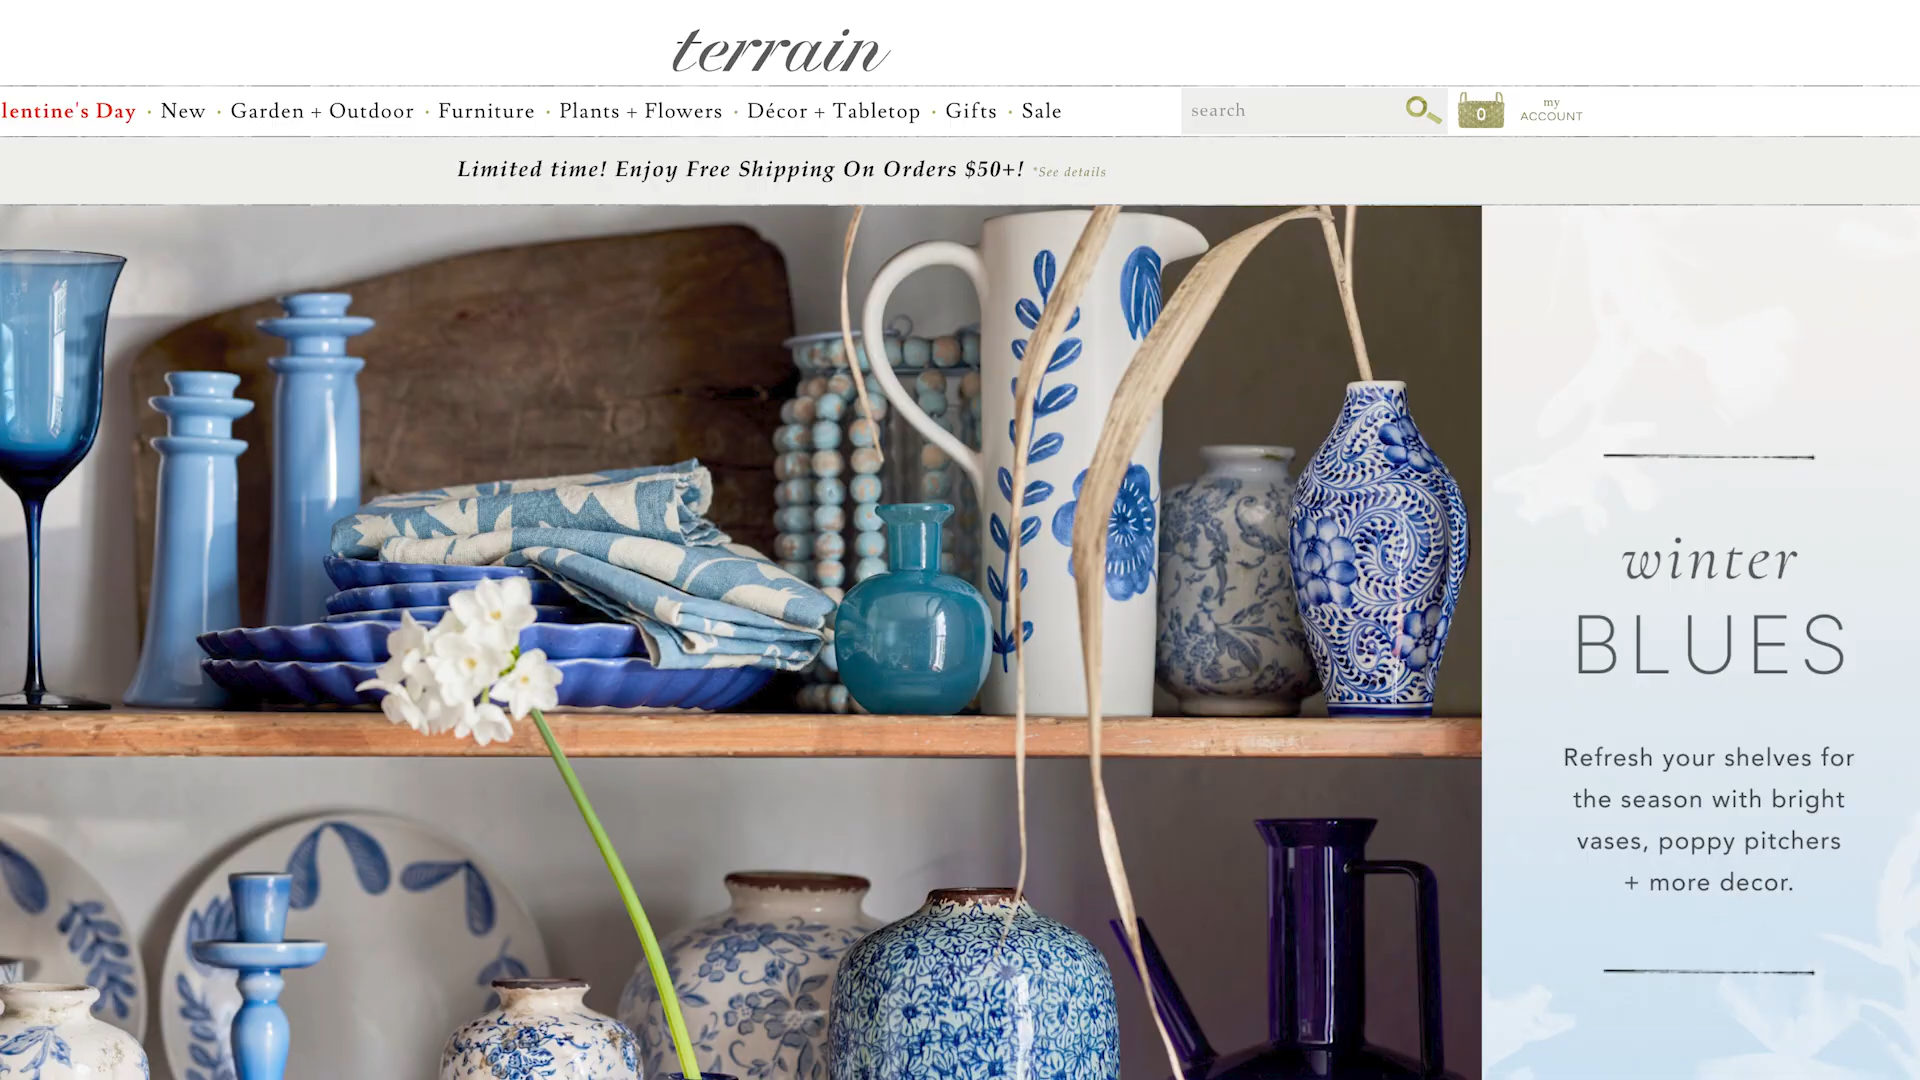 terrain
lentine's Day · New · Garden + Outdoor · Furniture · Plants + Flowers · Décor + Tabletop · Gifts · Sale
search
0
my
ACCOUNT
Limited time! Enjoy Free Shipping On Orders $50+! *See details
winter
BLUES
Refresh your shelves for
the season with bright
vases, poppy pitchers
+ more decor.